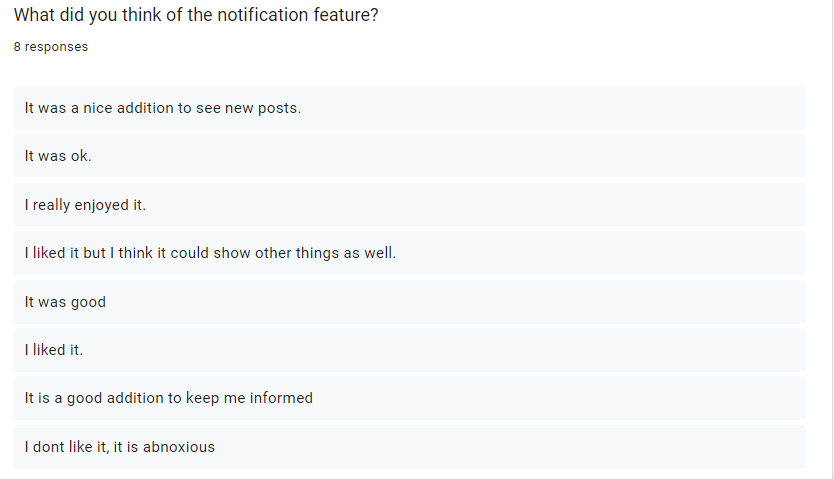 What did you think of the notification feature?
8 responses
It was a nice addition to see new posts.
It was ok.
I really enjoyed it.
I liked it but I think it could show other things as well.
It was good
I liked it.
It is a good addition to keep me informed
I dont like it, it is abnoxious